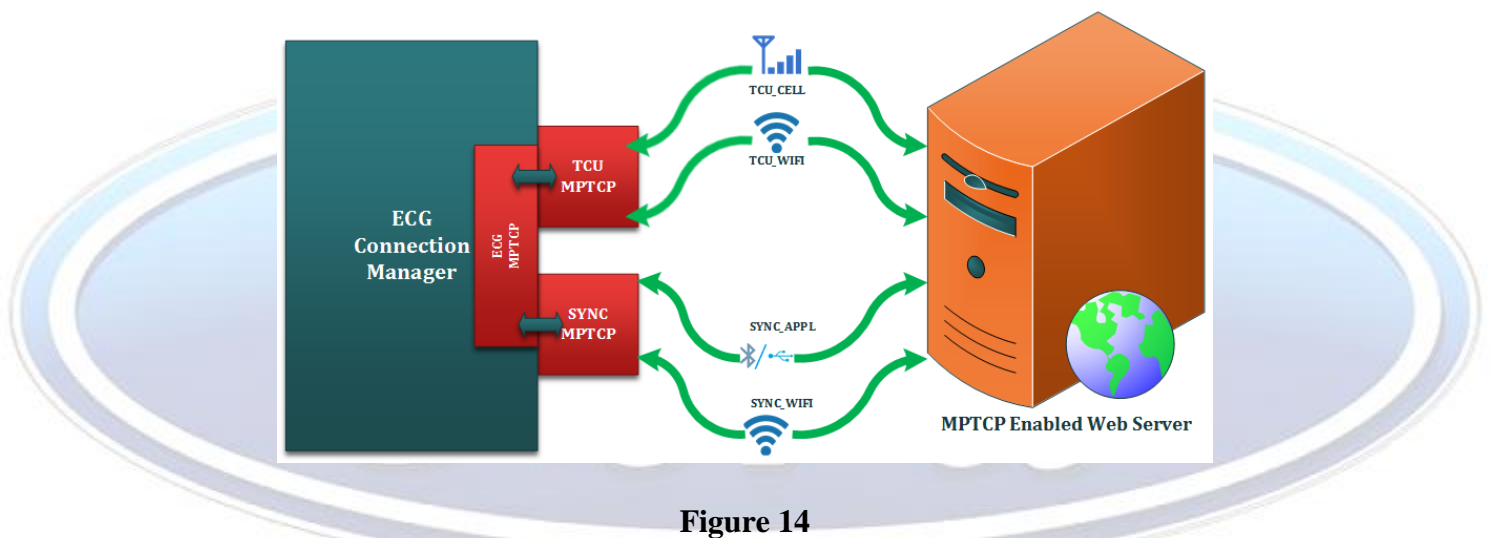 TCU_CELL
TCU
MPTCP
TCU_WIFI
ECG
Connection
Manager
ECG
MPTCP
SYNC
MPTCP
SYNC_APPL
SYNC_WIFI
MPTCP Enabled Web Server
Figure 14